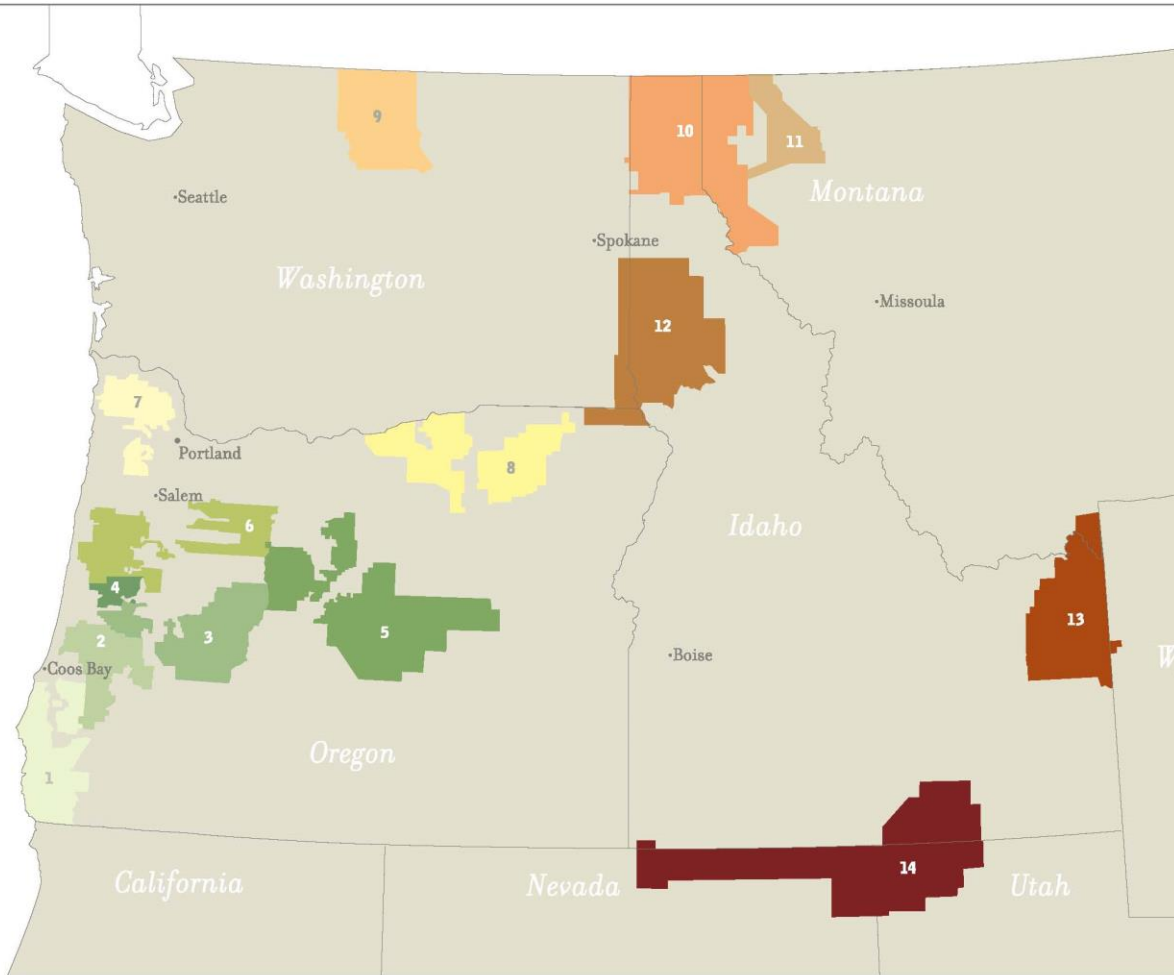 9
10
11
Montana
·Seattle
·Spokane
Washington
·Missoula
12
7
·Portland
8
·Salem
6
Idaho
4
13
3
5
2
·Boise
W
·Coos Bay
Oregon
1
14
California
Nevada
Utah